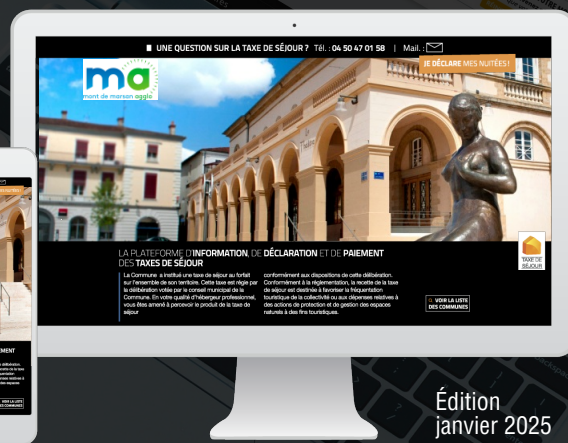 UNE QUESTION SUR LA TAXE DE SÉJOUR ? Tél. : 04 50 47 01 58 | Mail. :
JE DÉCLARE MES NUITÉES !
ma
mont de marsan agglo
LA PLATEFORME D'INFORMATION, DE DÉCLARATION ET DE PAIEMENT
DES TAXES DE SÉJOUR
La Commune a institué une taxe de séjour au forfait
sur l'ensemble de son territoire. Cette taxe est régie par
la délibération votée par le conseil municipal de la
Commune. En votre qualité d'hébergeur professionnel,
vous êtes amené à percevoir le produit de la taxe de
séjour
conformément aux dispositions de cette délibération.
Conformément à la réglementation, la recette de la taxe
de séjour est destinée à favoriser la fréquentation
touristique de la collectivité ou aux dépenses relatives à
des actions de protection et de gestion des espaces
naturels à des fins touristiques.
TAXE DE
SÉJOUR
VOIR LA LISTE
DES COMMUNES
Édition
janvier 2025